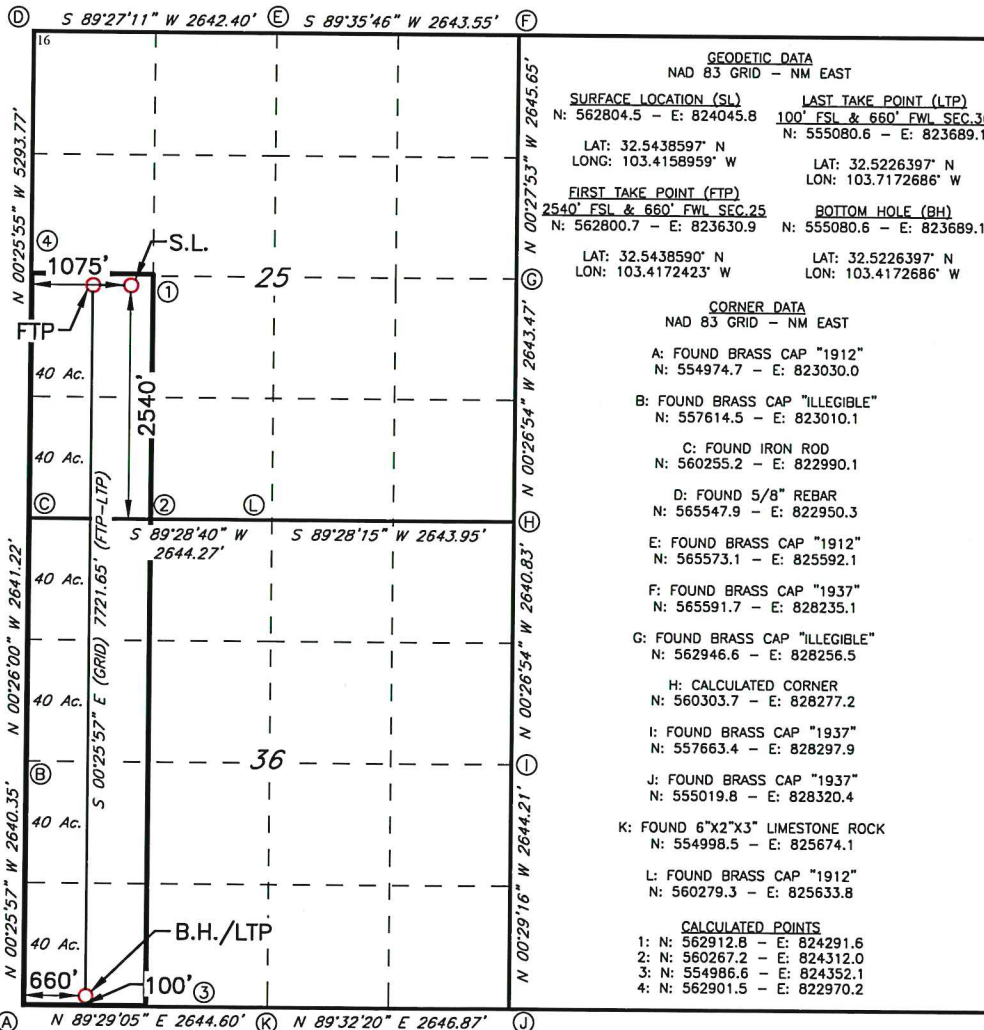 D S 89°27'11" W 2642.40' E S 89°35'46" W 2643.55' F
16
N 00°25'55" W 5293.77'
N 00°27'53" W 2645.65'
4
1075'
S.L.
1
25
G
FTP
40 Ac.
2540'
N 00°26'54" W 2643.47'
40 Ac.
C 2 L H
S 89°28'40" W 2644.27'
S 89°28'15" W 2643.95'
40 Ac.
N 00°26'00" W 2641.22'
S 00°25'57" E (GRID) 7721.65' (FTP-LTP)
N 00°26'54" W 2640.83'
40 Ac.
36
B I
40 Ac.
N 00°25'57" W 2640.35'
N 00°29'16" W 2644.21'
40 Ac.
B.H./LTP
660' 100' 3
A N 89°29'05" E 2644.60' K N 89°32'20" E 2646.87' J
GEODETIC DATA
NAD 83 GRID - NM EAST
SURFACE LOCATION (SL)
N: 562804.5 - E: 824045.8
LAT: 32.5438597° N
LONG: 103.4158959° W
FIRST TAKE POINT (FTP)
2540' FSL & 660' FWL SEC.25
N: 562800.7 - E: 823630.9
LAT: 32.5438590° N
LON: 103.4172423° W
LAST TAKE POINT (LTP)
100' FSL & 660' FWL SEC.36
N: 555080.6 - E: 823689.1
LAT: 32.5226397° N
LON: 103.7172686° W
BOTTOM HOLE (BH)
N: 555080.6 - E: 823689.1
LAT: 32.5226397° N
LON: 103.4172686° W
CORNER DATA
NAD 83 GRID - NM EAST
A: FOUND BRASS CAP "1912"
N: 554974.7 - E: 823030.0
B: FOUND BRASS CAP "ILLEGIBLE"
N: 557614.5 - E: 823010.1
C: FOUND IRON ROD
N: 560255.2 - E: 822990.1
D: FOUND 5/8" REBAR
N: 565547.9 - E: 822950.3
E: FOUND BRASS CAP "1912"
N: 565573.1 - E: 825592.1
F: FOUND BRASS CAP "1937"
N: 565591.7 - E: 828235.1
G: FOUND BRASS CAP "ILLEGIBLE"
N: 562946.6 - E: 828256.5
H: CALCULATED CORNER
N: 560303.7 - E: 828277.2
I: FOUND BRASS CAP "1937"
N: 557663.4 - E: 828297.9
J: FOUND BRASS CAP "1937"
N: 555019.8 - E: 828320.4
K: FOUND 6"X2"X3" LIMESTONE ROCK
N: 554998.5 - E: 825674.1
L: FOUND BRASS CAP "1912"
N: 560279.3 - E: 825633.8
CALCULATED POINTS
1: N: 562912.8 - E: 824291.6
2: N: 560267.2 - E: 824312.0
3: N: 554986.6 - E: 824352.1
4: N: 562901.5 - E: 822970.2